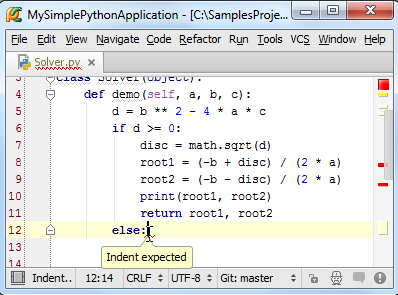 MySimplePythonApplication - [C:\SamplesProje...
File Edit View Navigate Code Refactor Run Tools VCS Window Help
Solver.py
3 class Solver(object):
4 def demo(self, a, b, c):
5 d = b ** 2 - 4 * a * c
6 if d >= 0:
7 disc = math.sqrt(d)
8 root1 = (-b + disc) / (2 * a)
9 root2 = (-b - disc) / (2 * a)
10 print(root1, root2)
11 return root1, root2
12 else:
13
Indent expected
Indent.. 12:14 CRLF UTF-8 Git: master